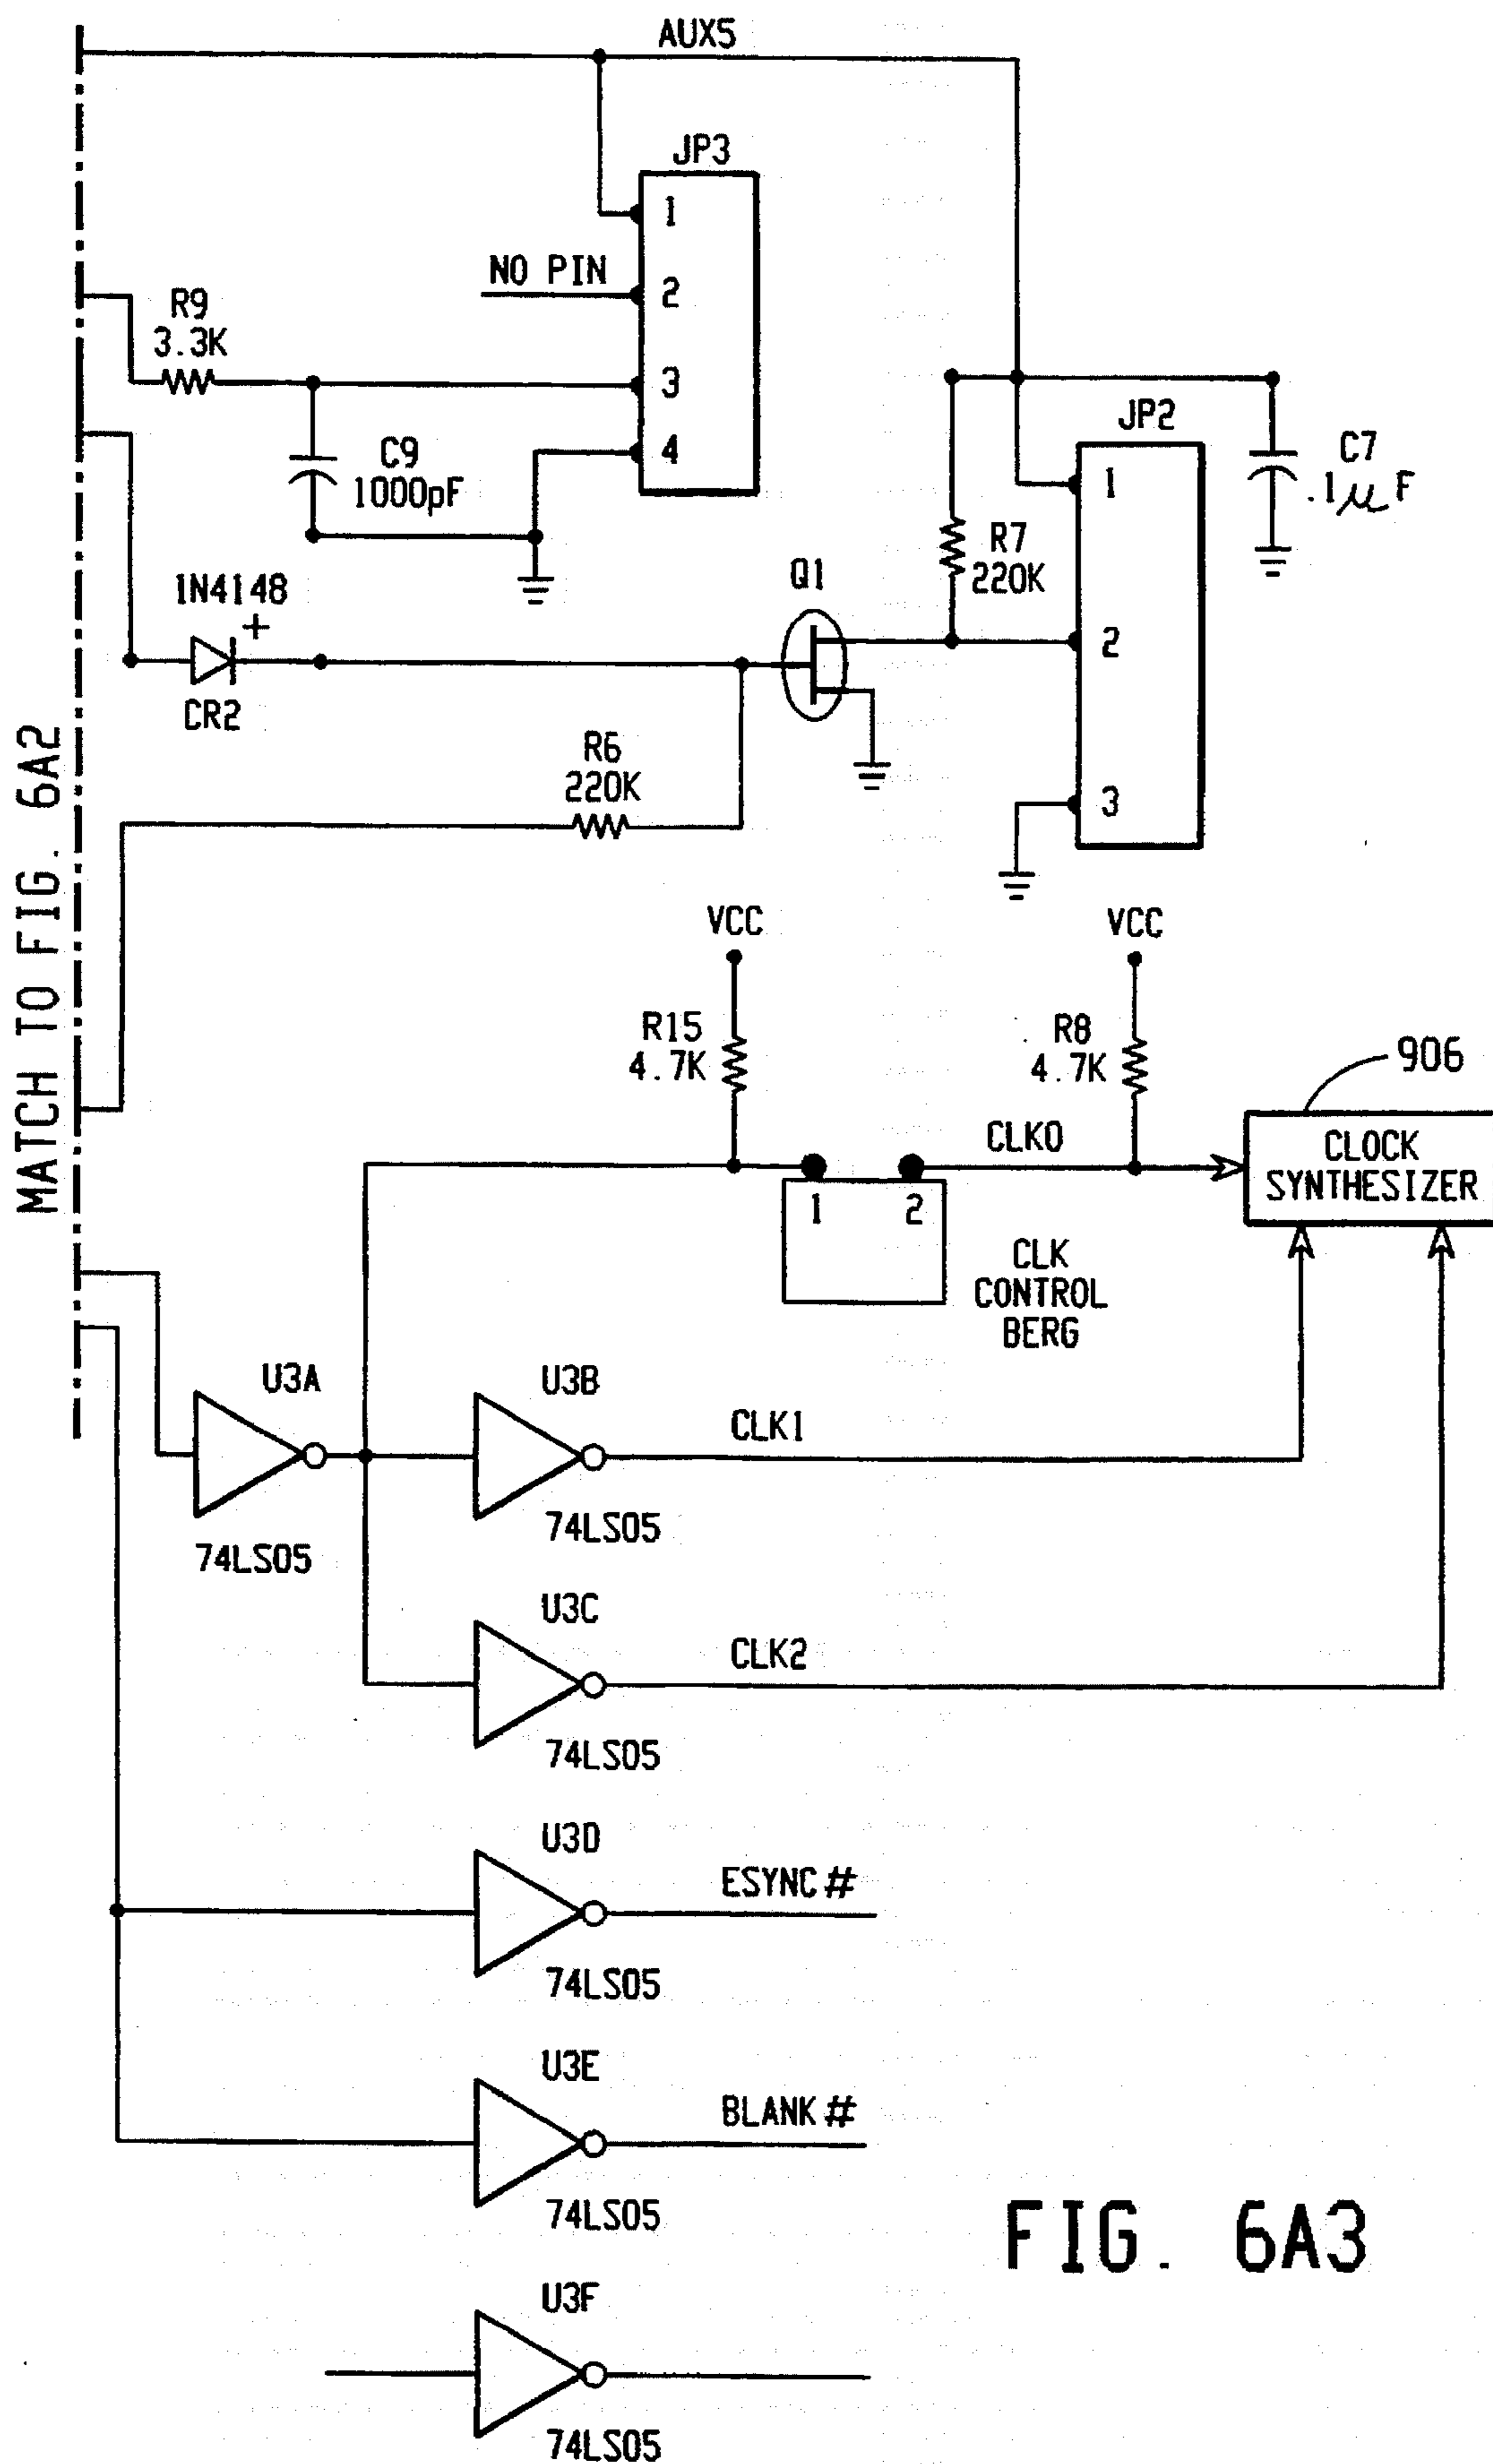 AUX5
JP3
1
NO PIN
2
R9
3.3K
3
4
C9
1000pF
JP2
1
C7
.1μF
R7
220K
1N4148
+
CR2
Q1
2
R6
220K
3
MATCH TO FIG. 6A2
VCC
VCC
R15
4.7K
R8
4.7K
906
CLK0
CLOCK
SYNTHESIZER
1
2
CLK
CONTROL
BERG
U3A
74LS05
U3B
CLK1
74LS05
U3C
CLK2
74LS05
U3D
ESYNC#
74LS05
U3E
BLANK#
74LS05
FIG. 6A3
U3F
74LS05